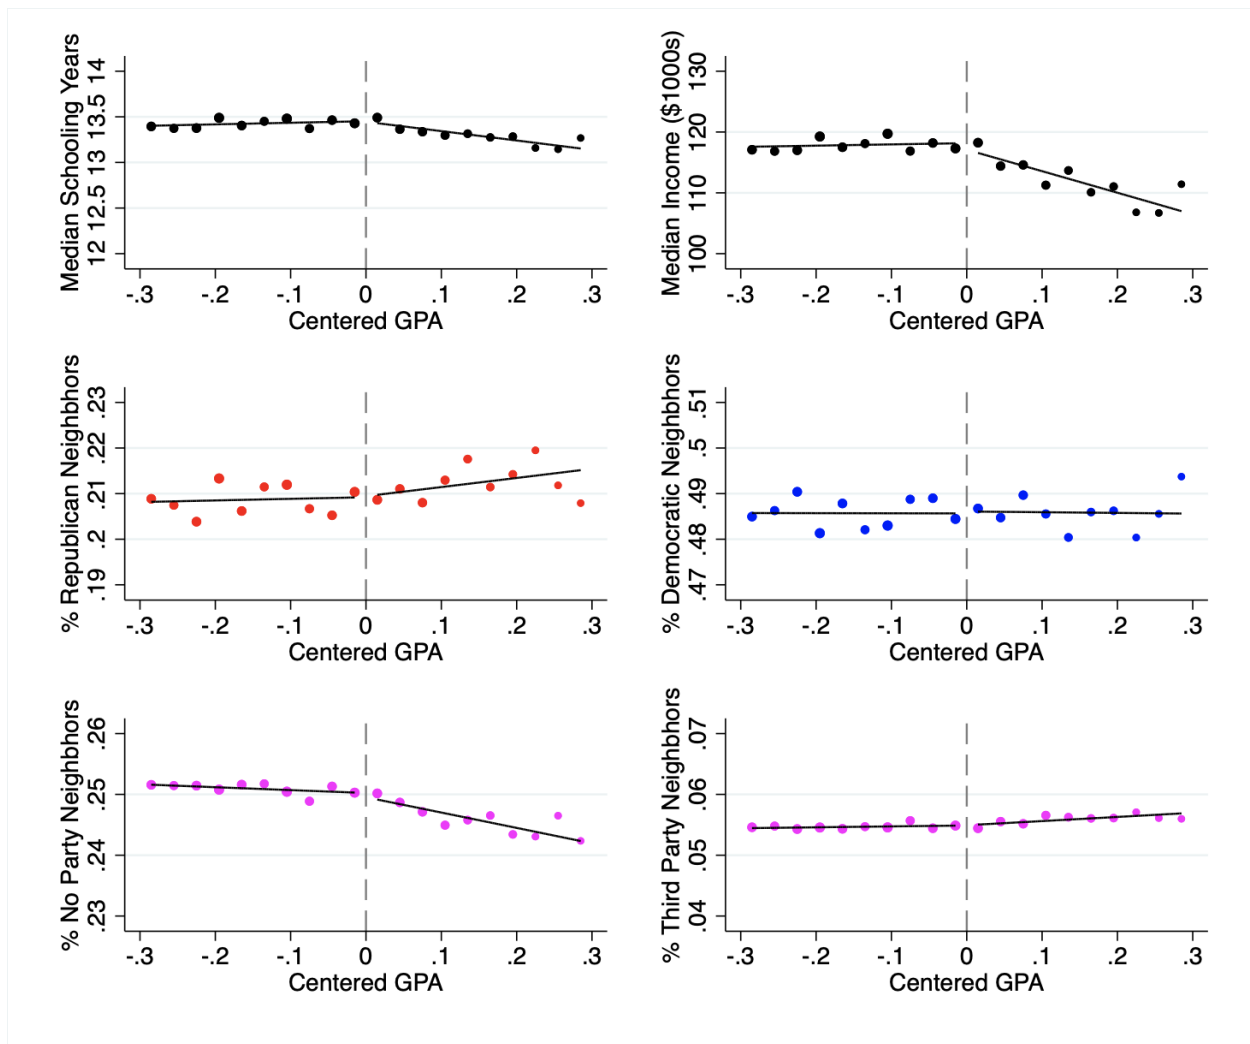 Median Schooling Years
14
13.5
13
12.5
12
-.3 -.2 -.1 0 .1 .2 .3
Centered GPA
Median Income ($1000s)
130
120
110
100
-.3 -.2 -.1 0 .1 .2 .3
Centered GPA
% Republican Neighbhors
.23
.22
.21
.2
.19
-.3 -.2 -.1 0 .1 .2 .3
Centered GPA
% Democratic Neighbhors
.51
.5
.49
.48
.47
-.3 -.2 -.1 0 .1 .2 .3
Centered GPA
% No Party Neighbhors
.26
.25
.24
.23
-.3 -.2 -.1 0 .1 .2 .3
Centered GPA
% Third Party Neighbhors
.07
.06
.05
.04
-.3 -.2 -.1 0 .1 .2 .3
Centered GPA